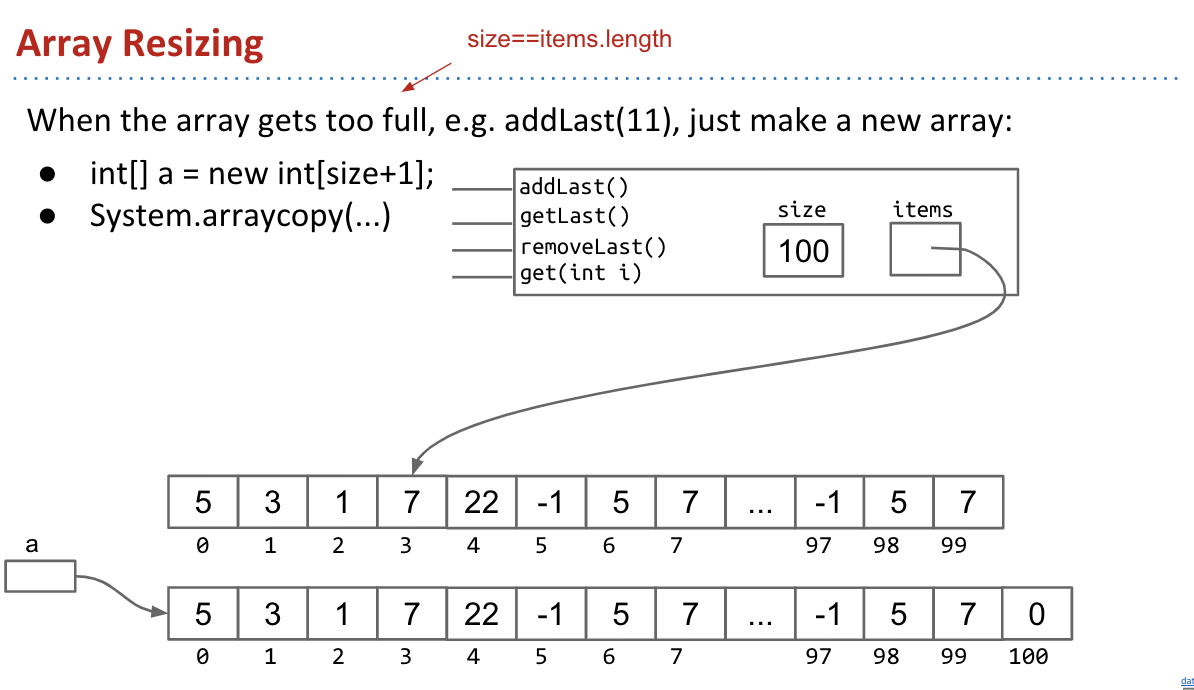 Array Resizing
size==items.length
When the array gets too full, e.g. addLast(11), just make a new array:
● int[] a = new int[size+1];
● System.arraycopy(...)
addLast()
getLast()
removeLast()
get(int i)
size
items
100
5 3 1 7 22 -1 5 7 ... -1 5 7
0 1 2 3 4 5 6 7 97 98 99
a
5 3 1 7 22 -1 5 7 ... -1 5 7 0
0 1 2 3 4 5 6 7 97 98 99 100
dat